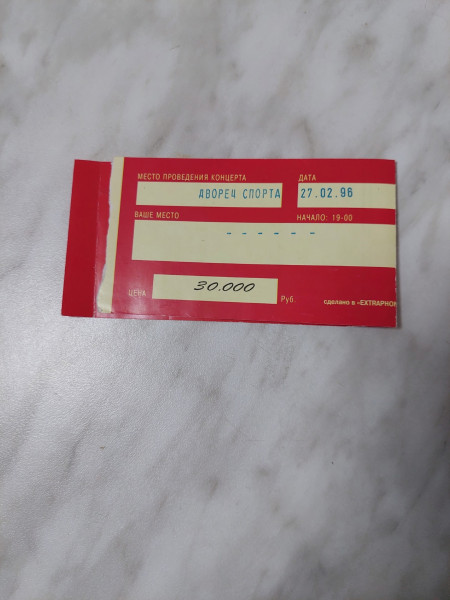 МЕСТО ПРОВЕДЕНИЯ КОНЦЕРТА ДАТА
ДВОРЕЧ СПОРТА 27.02.96
ВАШЕ МЕСТО НАЧАЛО: 19-00
– – – – – –
ЦЕНА 30.000 Руб. сделано в «EXTRAPHON